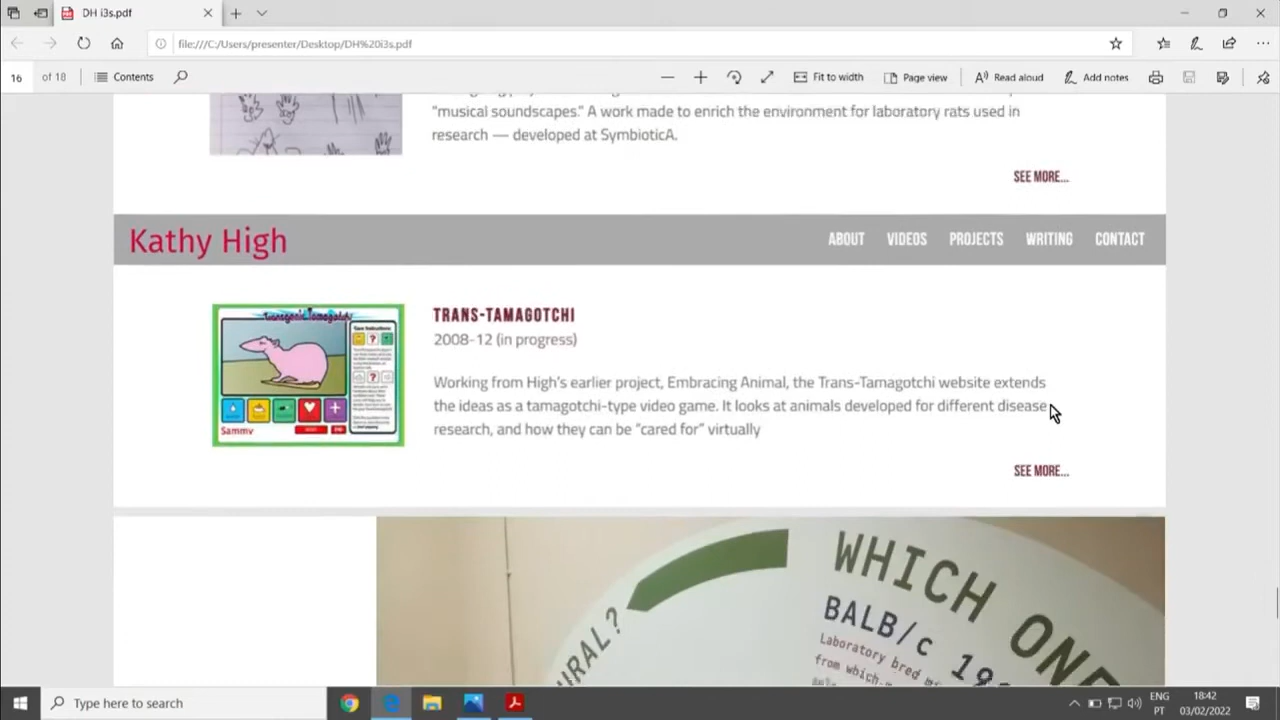 DH i3s.pdf
file:///C:/Users/presenter/Desktop/DH%20i3s.pdf
16 of 18
Contents
Fit to width
Page view
Read aloud
Add notes
"musical soundscapes." A work made to enrich the environment for laboratory rats used in
research — developed at SymbioticA.
SEE MORE...
Kathy High
ABOUT VIDEOS PROJECTS WRITING CONTACT
Sammy
TRANS-TAMAGOTCHI
2008-12 (in progress)
Working from High's earlier project, Embracing Animal, the Trans-Tamagotchi website extends
the ideas as a tamagotchi-type video game. It looks at animals developed for different disease
research, and how they can be "cared for" virtually
SEE MORE...
URAL?
WHICH ONE
BALB/c 19
Laboratory bred
from which
Type here to search
ENG
PT
18:42
03/02/2022